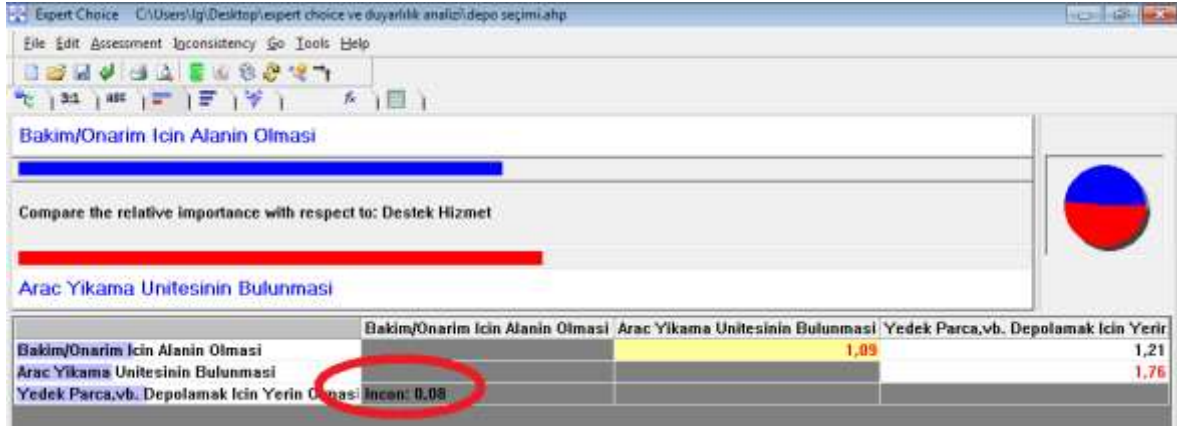 Expert Choice C:\Users\lg\Desktop\expert choice ve duyarlılık analizi\depo seçimi.ahp
File Edit Assessment Inconsistency Go Tools Help
3:1 ABC fx
Bakim/Onarim Icin Alanin Olmasi
Compare the relative importance with respect to: Destek Hizmet
Arac Yikama Unitesinin Bulunmasi
Bakim/Onarim Icin Alanin Olmasi Arac Yikama Unitesinin Bulunmasi Yedek Parca,vb. Depolamak Icin Yerin
Bakim/Onarim Icin Alanin Olmasi 1,09 1,21
Arac Yikama Unitesinin Bulunmasi 1,76
Yedek Parca,vb. Depolamak Icin Yerin Olmasi Incon: 0,08